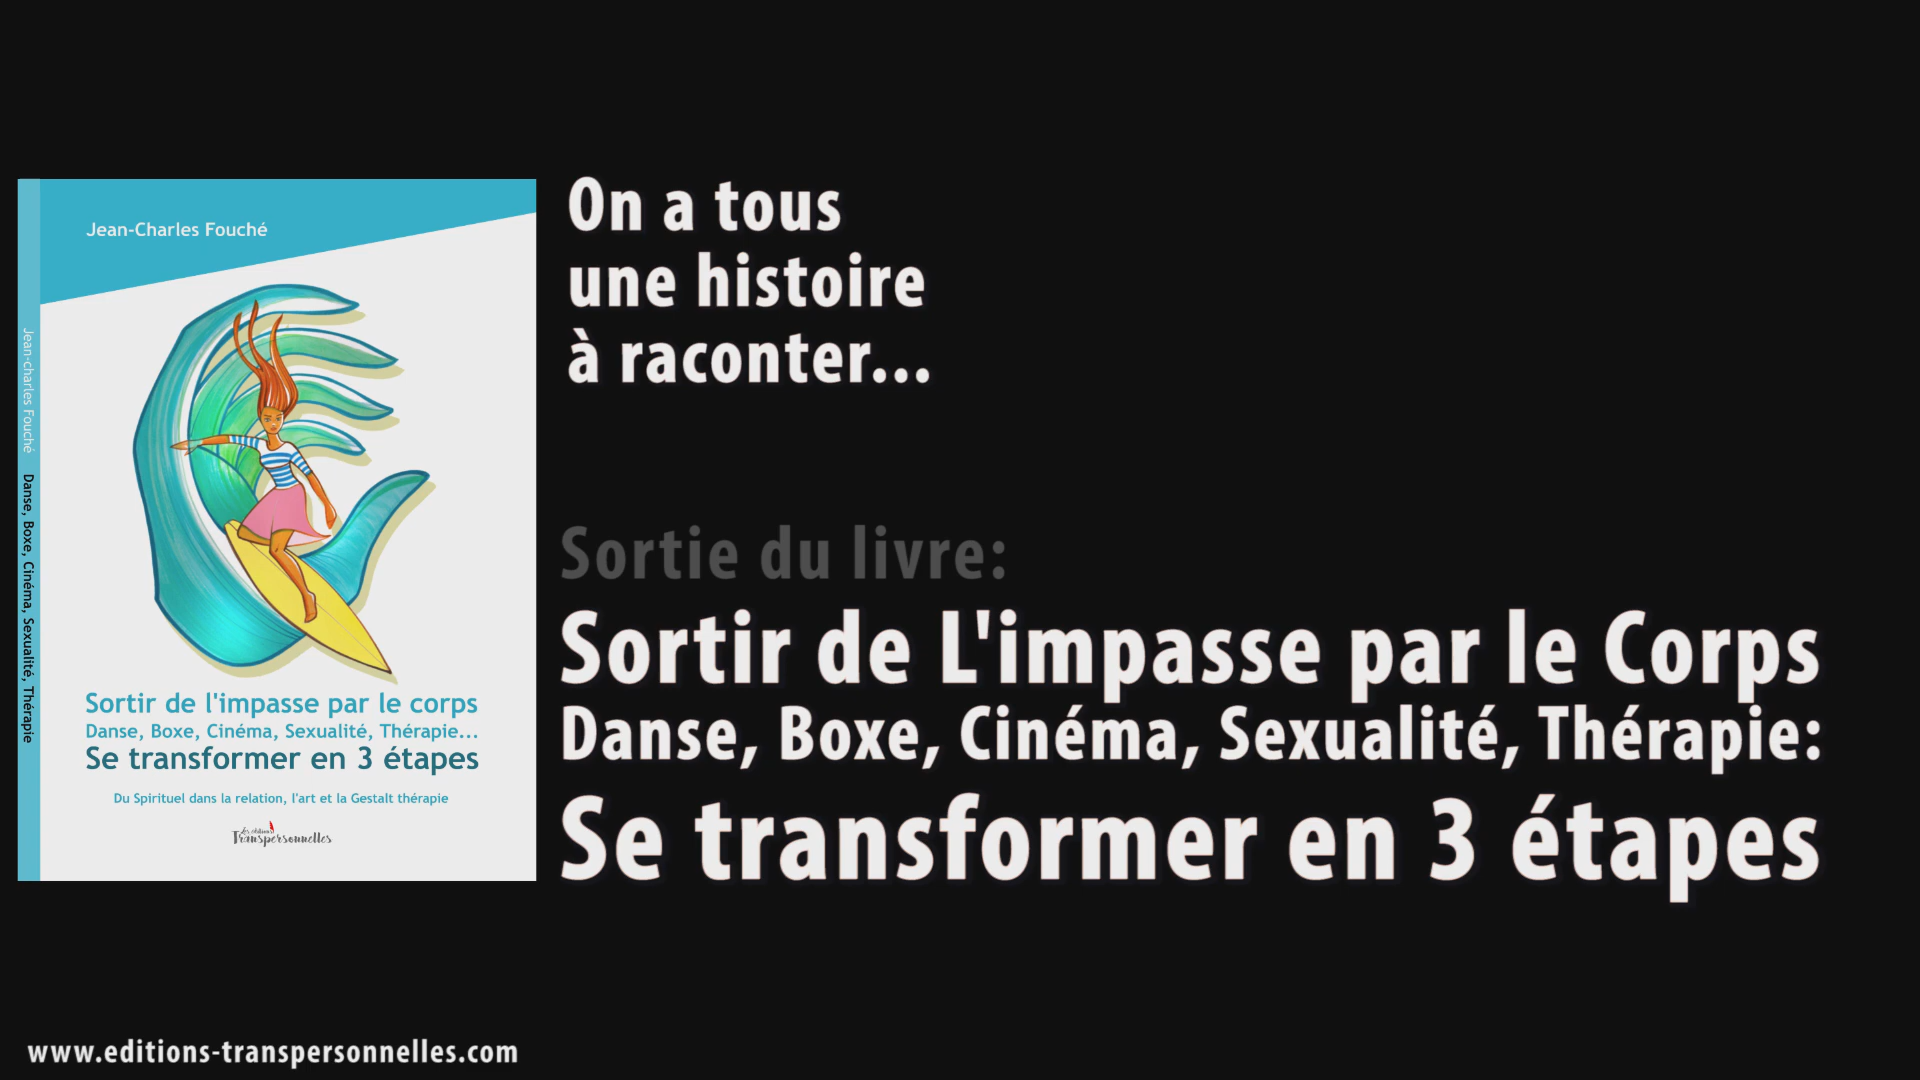 Jean-Charles Fouché
Jean-charles Fouché Danse, Boxe, Cinéma, Sexualité, Thérapie
Sortir de l'impasse par le corps
Danse, Boxe, Cinéma, Sexualité, Thérapie...
Se transformer en 3 étapes
Du Spirituel dans la relation, l'art et la Gestalt thérapie
Les éditions
Transpersonnelles
On a tous
une histoire
à raconter...
Sortie du livre:
Sortir de L'impasse par le Corps
Danse, Boxe, Cinéma, Sexualité, Thérapie:
Se transformer en 3 étapes
www.editions-transpersonnelles.com